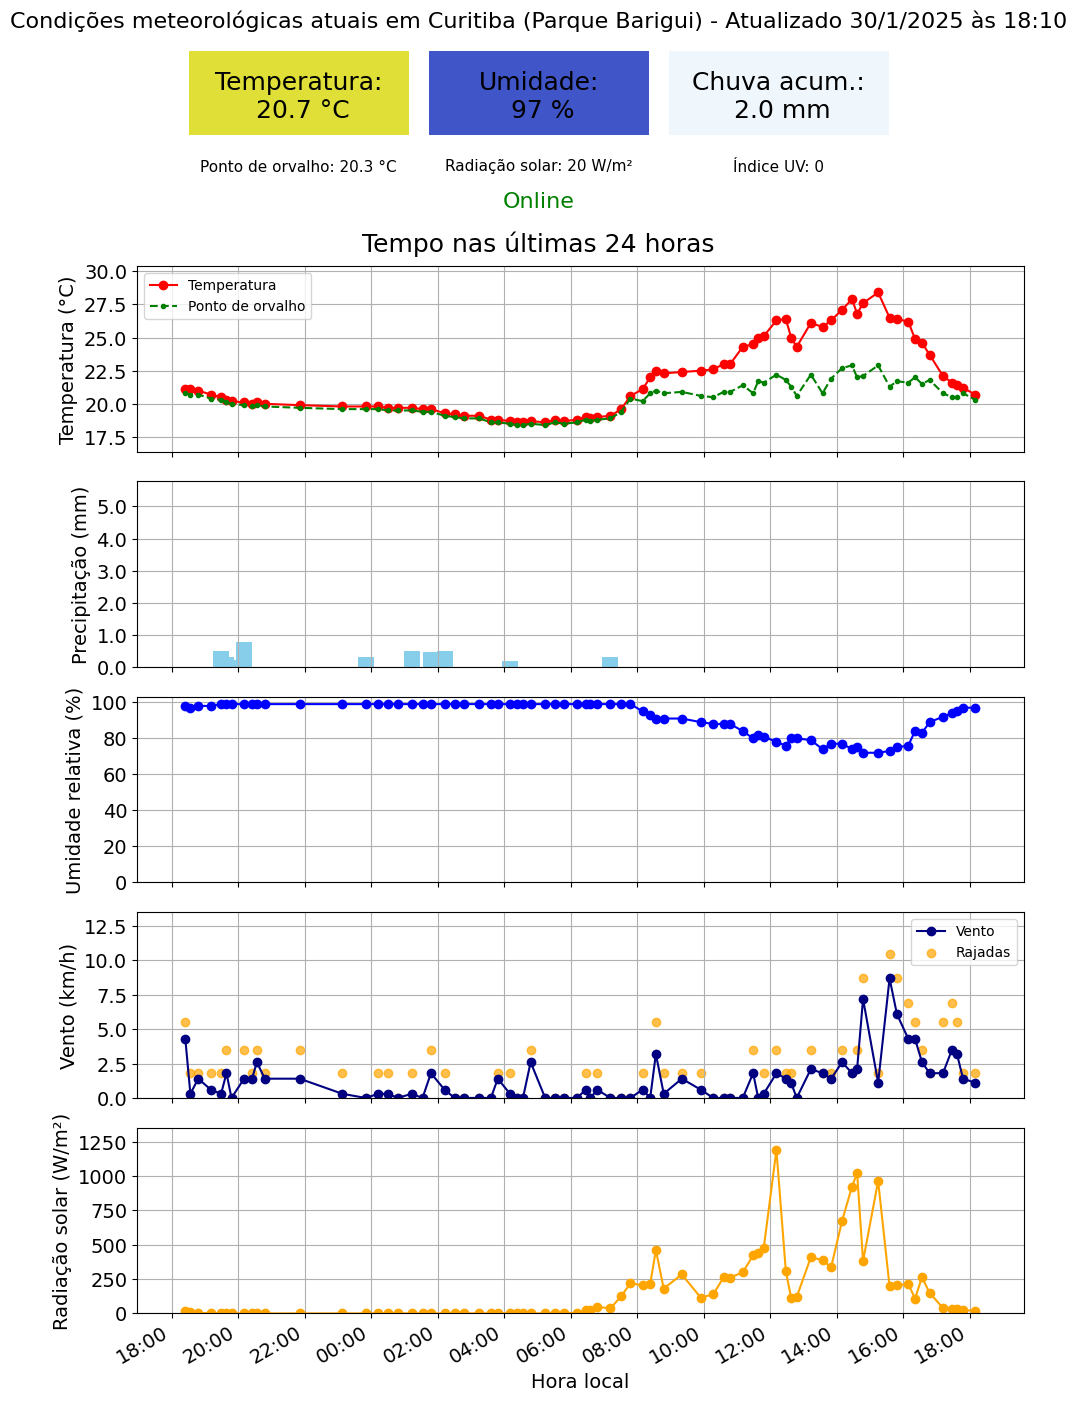 Condições meteorológicas atuais em Curitiba (Parque Barigui) - Atualizado 30/1/2025 às 18:10
Temperatura:
20.7 °C
Umidade:
97 %
Chuva acum.:
2.0 mm
Ponto de orvalho: 20.3 °C
Radiação solar: 20 W/m²
Índice UV: 0
Online
Tempo nas últimas 24 horas
Temperatura (°C)
30.0
27.5
25.0
22.5
20.0
17.5
Temperatura
Ponto de orvalho
Precipitação (mm)
5.0
4.0
3.0
2.0
1.0
0.0
Umidade relativa (%)
100
80
60
40
20
0
Vento (km/h)
12.5
10.0
7.5
5.0
2.5
0.0
Vento
Rajadas
Radiação solar (W/m²)
1250
1000
750
500
250
0
18:00 20:00 22:00 00:00 02:00 04:00 06:00 08:00 10:00 12:00 14:00 16:00 18:00
Hora local